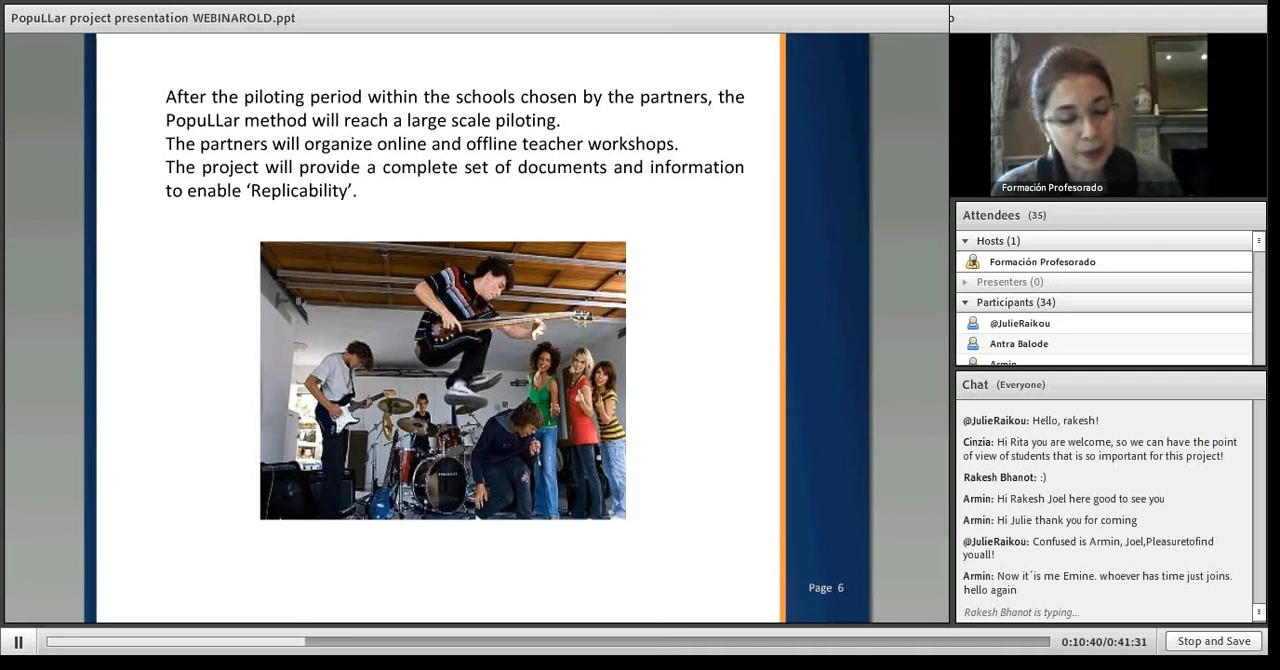 PopuLLar project presentation WEBINAROLD.ppt
After the piloting period within the schools chosen by the partners, the
PopuLLar method will reach a large scale piloting.
The partners will organize online and offline teacher workshops.
The project will provide a complete set of documents and information
to enable ‘Replicability’.
Page 6
Formación Profesorado
Attendees (35)
Hosts (1)
Formación Profesorado
Presenters (0)
Participants (34)
@JulieRaikou
Antra Balode
Armin
Chat (Everyone)
@JulieRaikou: Hello, rakesh!
Cinzia: Hi Rita you are welcome, so we can have the point
of view of students that is so important for this project!
Rakesh Bhanot: :)
Armin: Hi Rakesh Joel here good to see you
Armin: Hi Julie thank you for coming
@JulieRaikou: Confused is Armin, Joel,Pleasuretofind
youall!
Armin: Now it´is me Emine. whoever has time just joins.
hello again
Rakesh Bhanot is typing...
0:10:40/0:41:31
Stop and Save